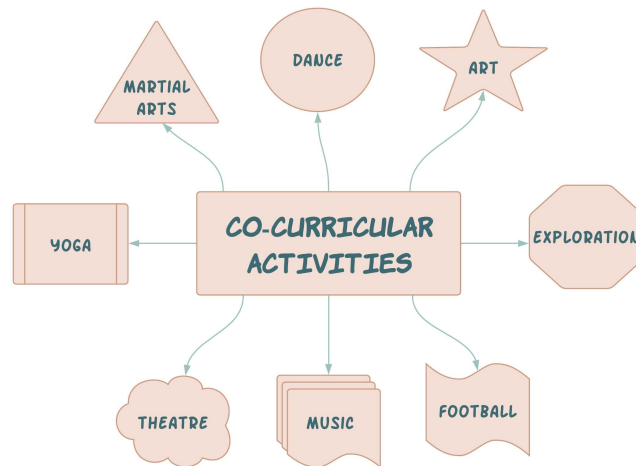 DANCE
ART
MARTIAL
ARTS
CO-CURRICULAR
ACTIVITIES
YOGA
EXPLORATION
THEATRE
MUSIC
FOOTBALL